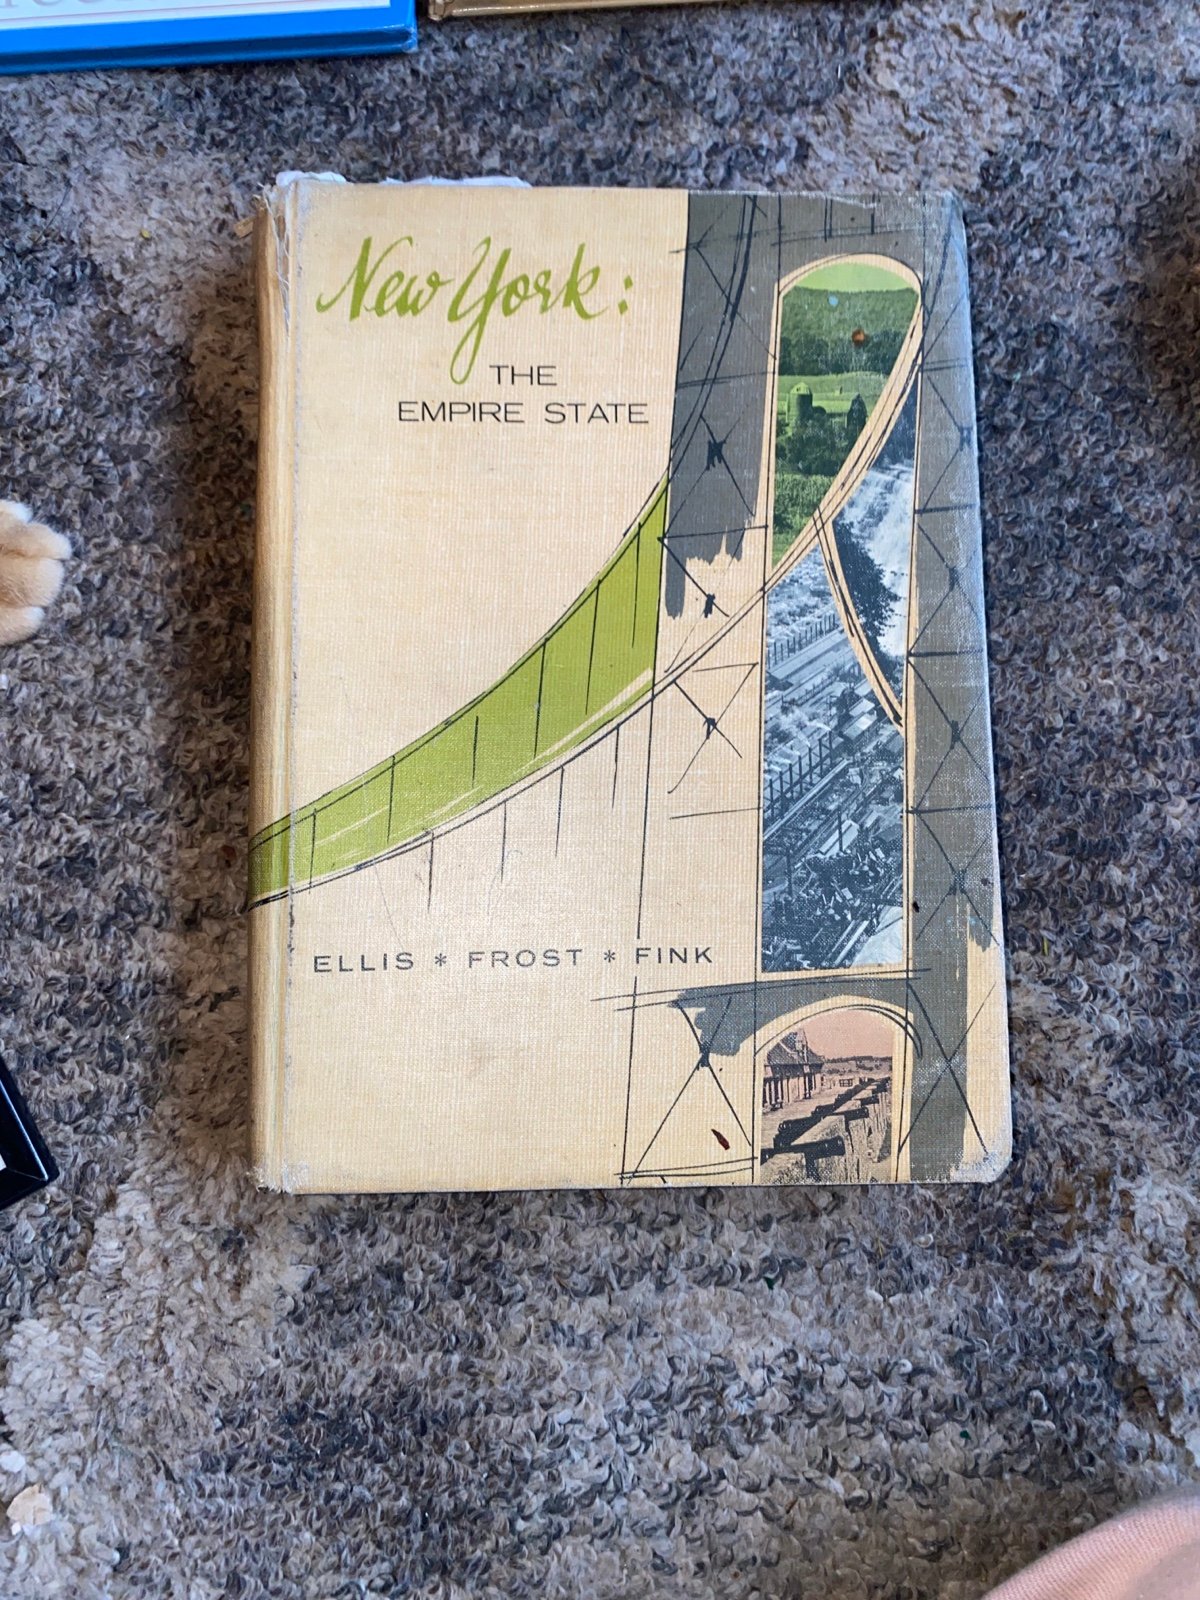 New York:
THE
EMPIRE STATE
ELLIS * FROST * FINK